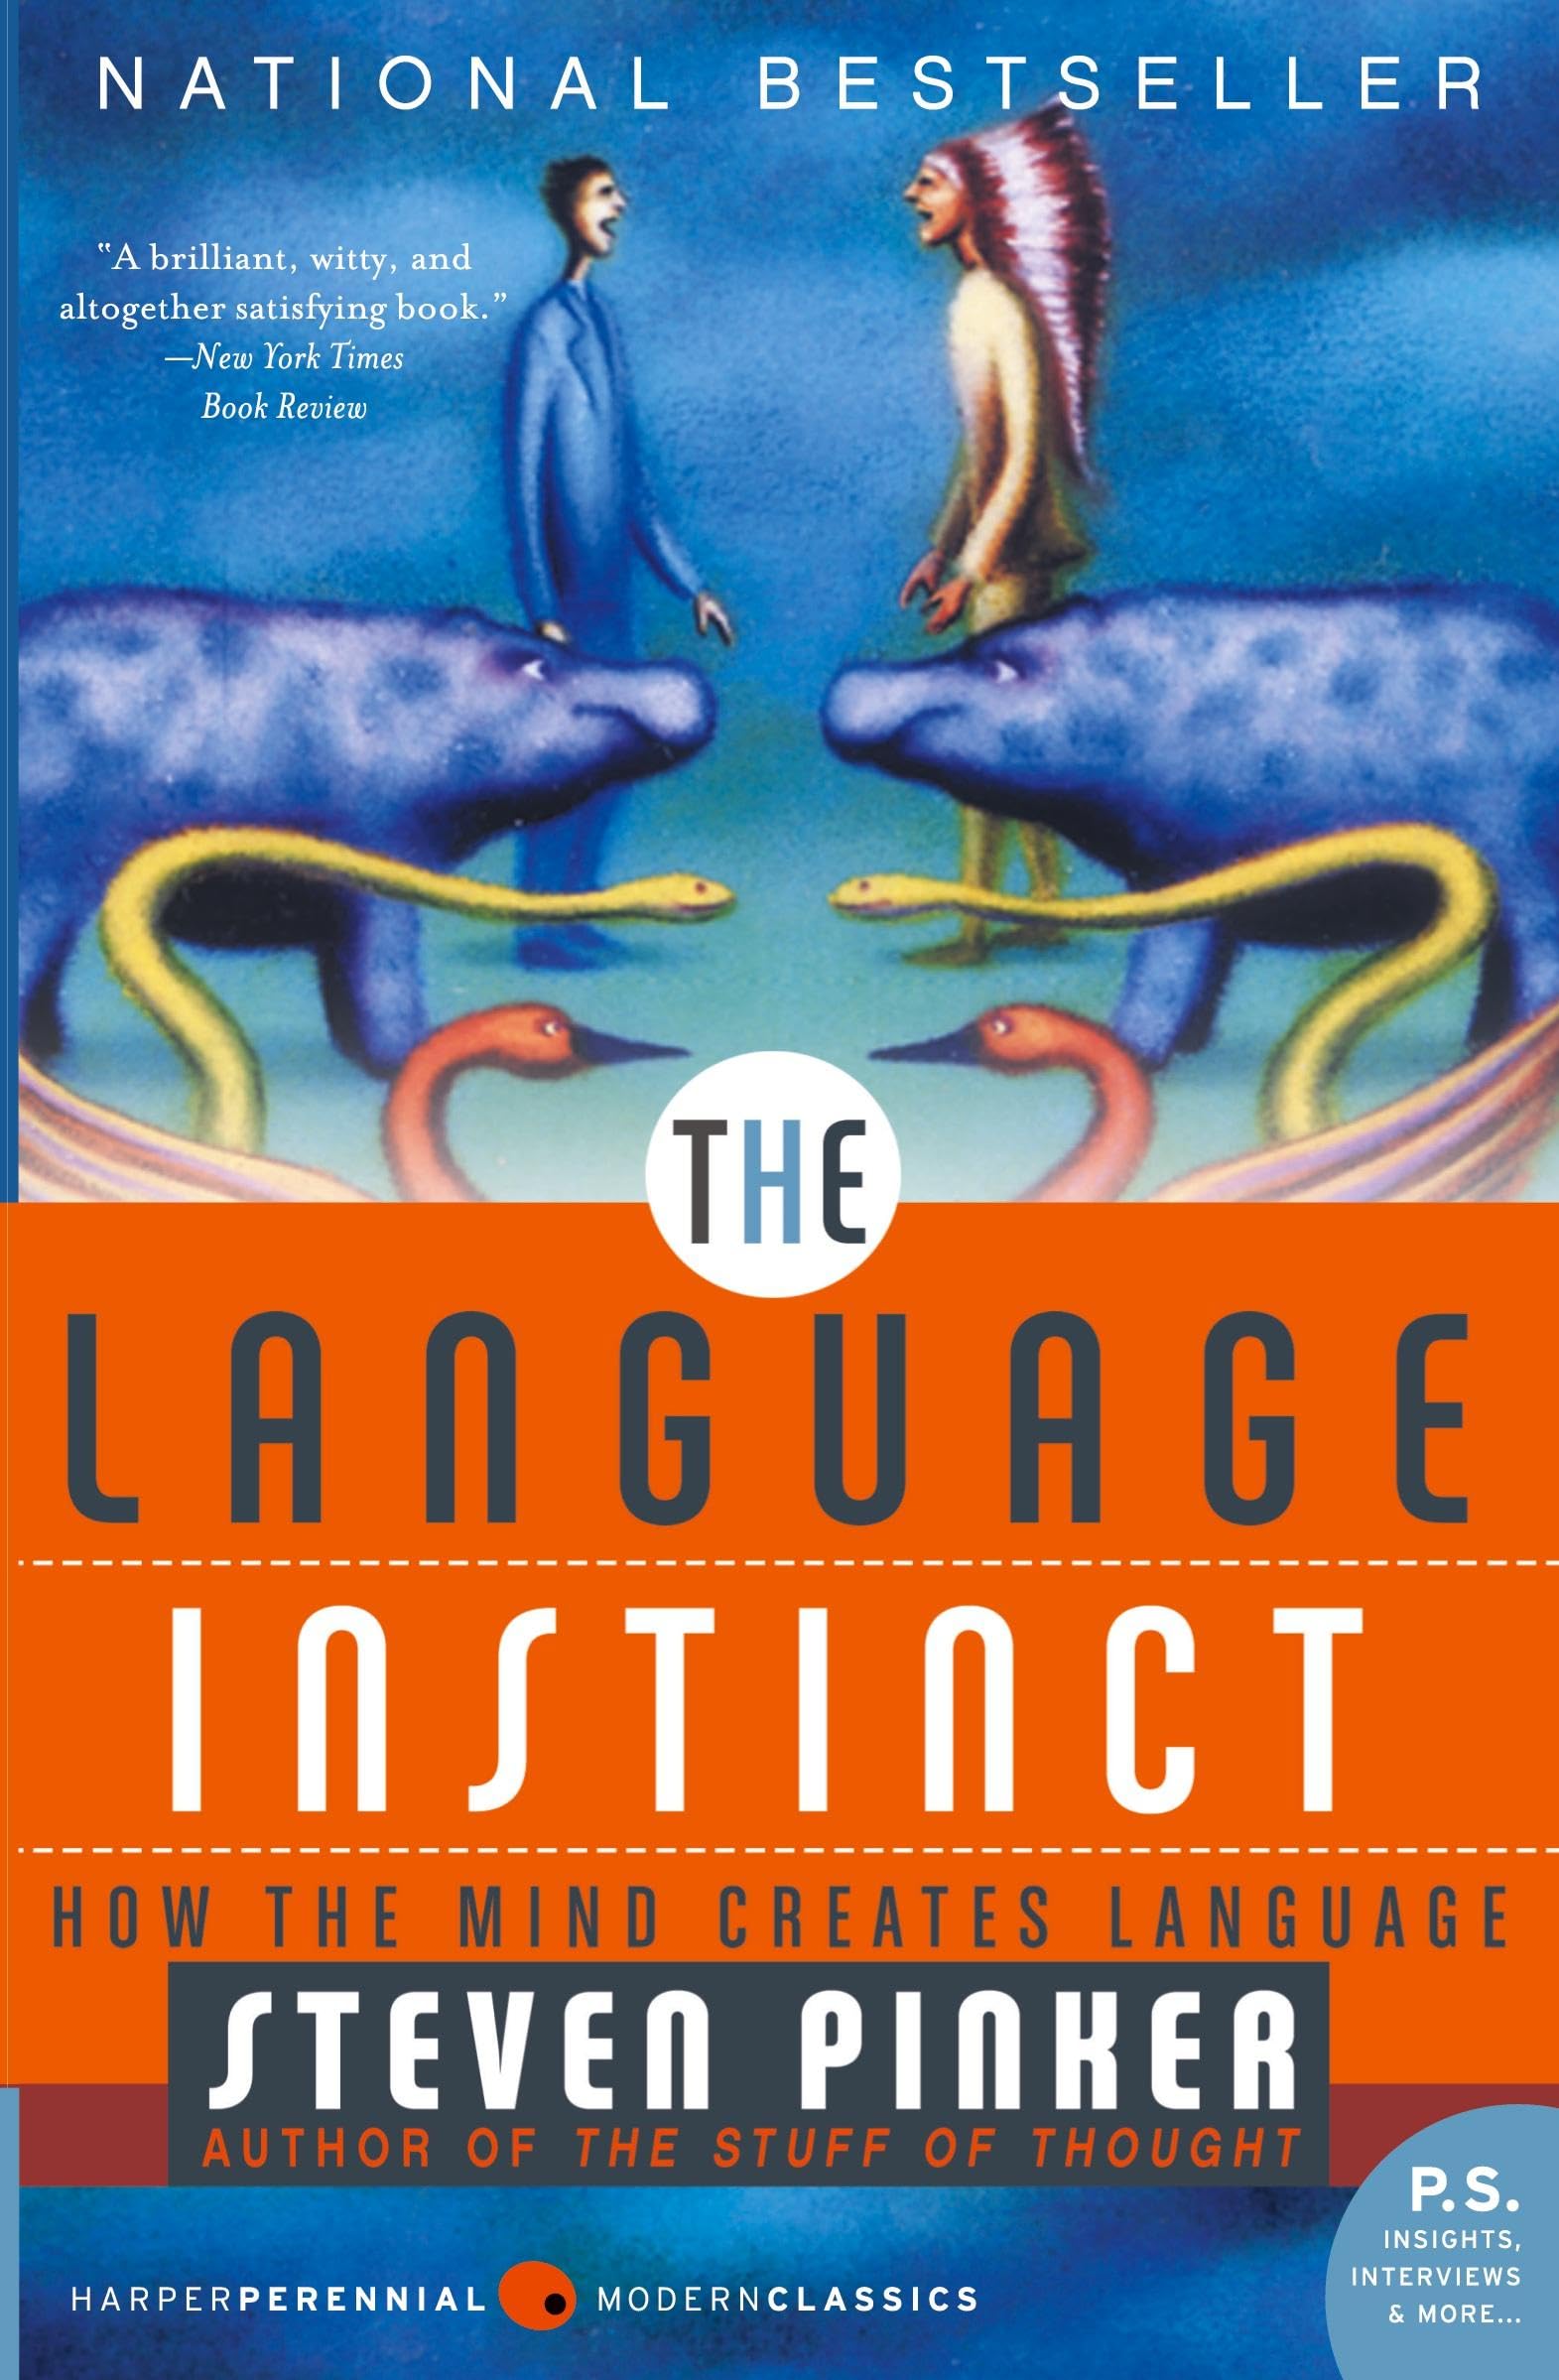 NATIONAL BESTSELLER
"A brilliant, witty, and
altogether satisfying book."
—New York Times
Book Review
THE
LANGUAGE
INSTINCT
HOW THE MIND CREATES LANGUAGE
STEVEN PINKER
AUTHOR OF THE STUFF OF THOUGHT
P.S.
INSIGHTS,
INTERVIEWS
& MORE...
HARPERPERENNIAL MODERNCLASSICS